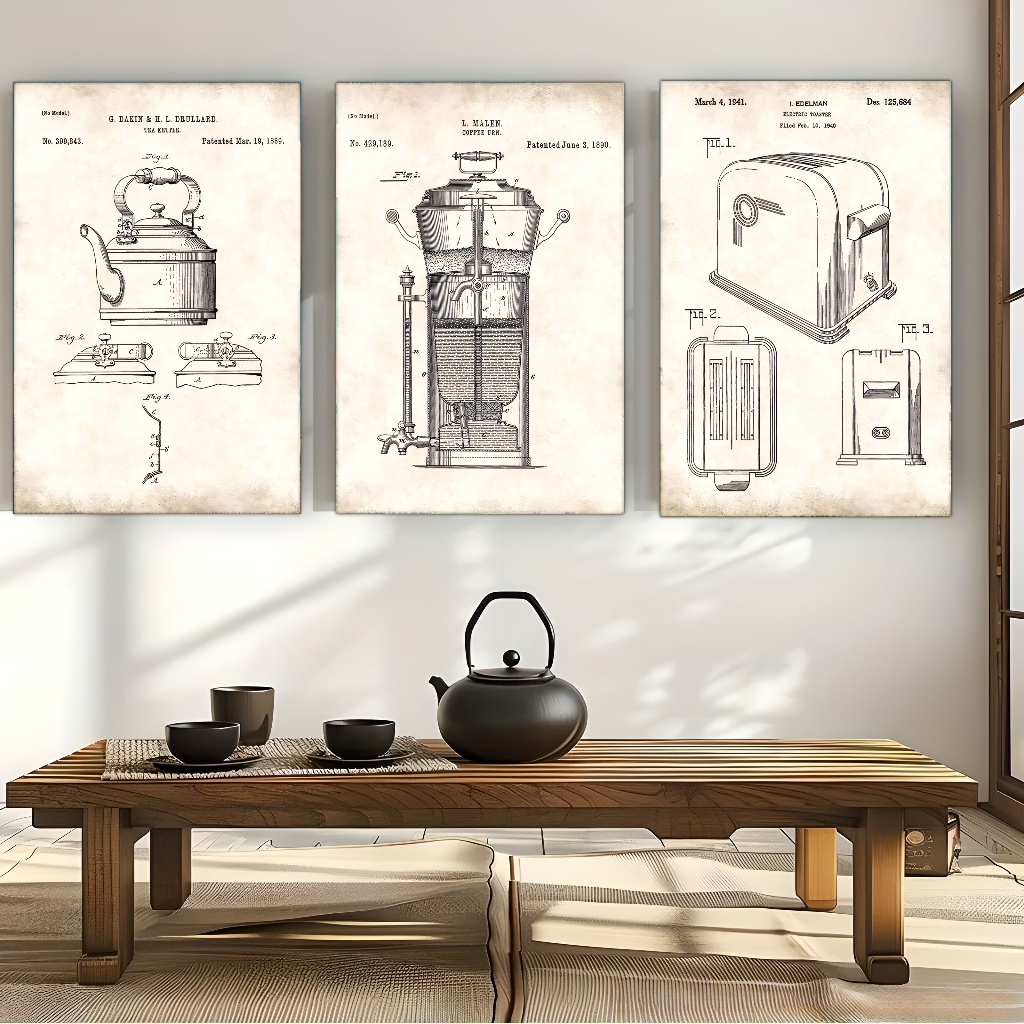 (No Model.)
G. DAKIN & H. L. DRULLARD.
TEA KETTLE.
No. 399,843. Patented Mar. 19, 1889.
Fig. 1.
A
Fig. 2.
Fig. 3.
A
A
Fig. 4.
(No Model.)
L. MALEN.
COFFEE URN.
No. 429,189. Patented June 3, 1890.
Fig. 1.
March 4, 1941. I. EDELMAN Des. 125,684
ELECTRIC TOASTER
Filed Feb. 10, 1940
FIG. 1.
FIG. 2.
FIG. 3.